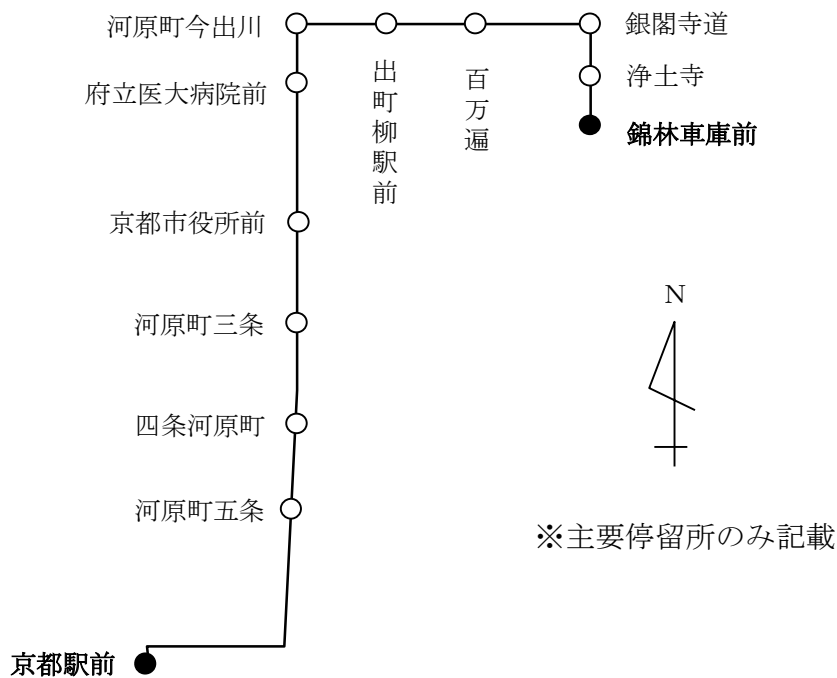 河原町今出川
銀閣寺道
府立医大病院前
出町柳駅前
百万遍
浄土寺
錦林車庫前
京都市役所前
河原町三条
N
四条河原町
河原町五条
※主要停留所のみ記載
京都駅前